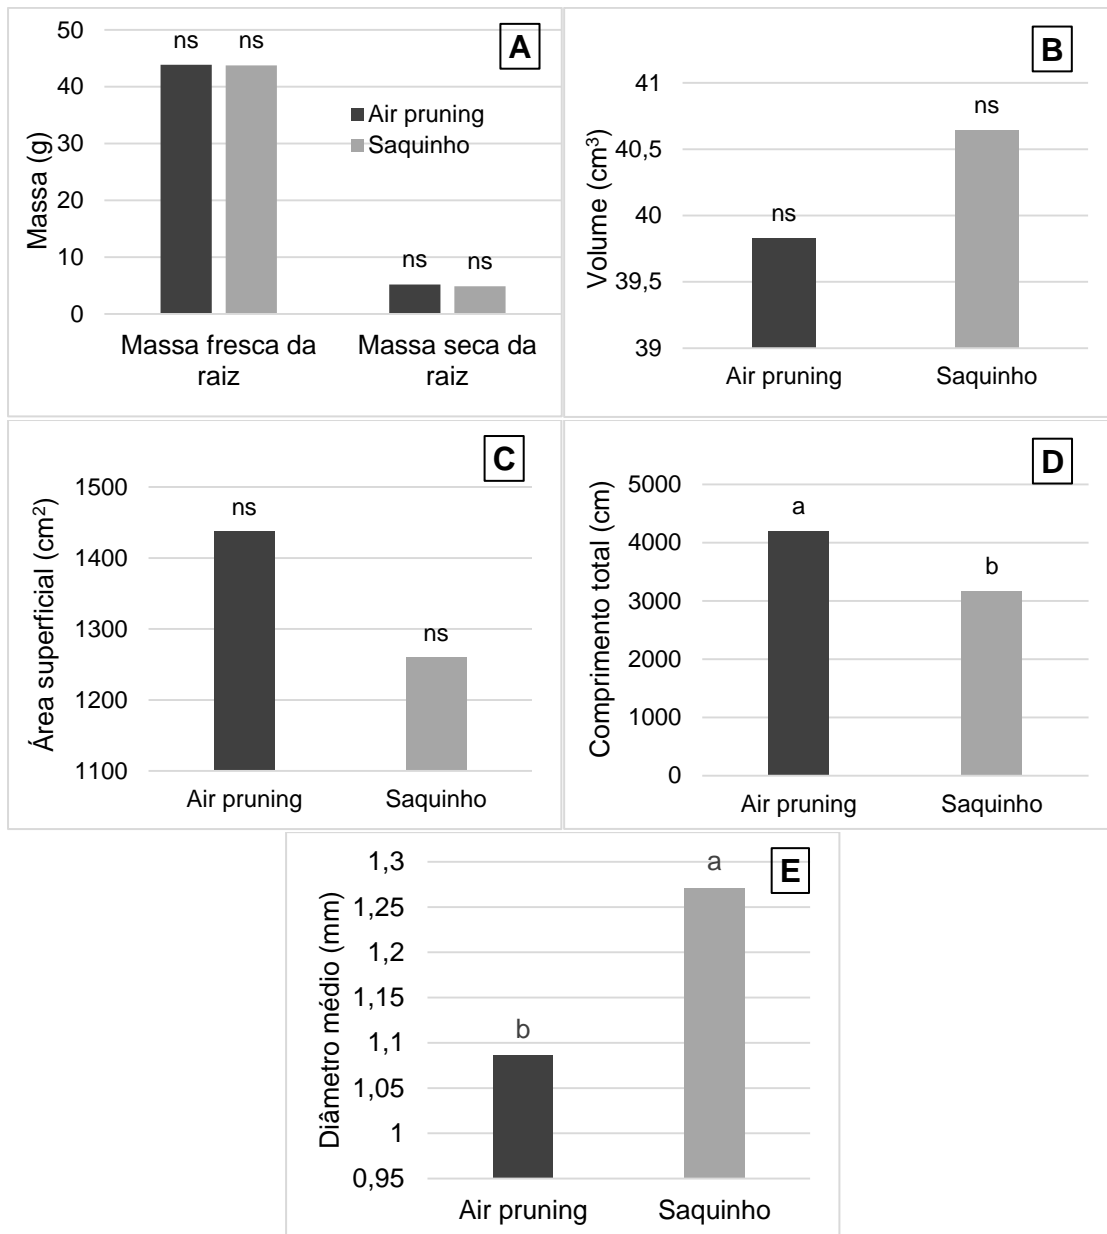 A
50
40
30
20
10
0
Massa (g)
ns
ns
ns
ns
Air pruning
Saquinho
Massa fresca da
raiz
Massa seca da
raiz
B
41
40,5
40
39,5
39
Volume (cm³)
ns
ns
Air pruning
Saquinho
C
1500
1400
1300
1200
1100
Área superficial (cm²)
ns
ns
Air pruning
Saquinho
D
5000
4000
3000
2000
1000
0
Comprimento total (cm)
a
b
Air pruning
Saquinho
E
1,3
1,25
1,2
1,15
1,1
1,05
1
0,95
Diâmetro médio (mm)
b
a
Air pruning
Saquinho